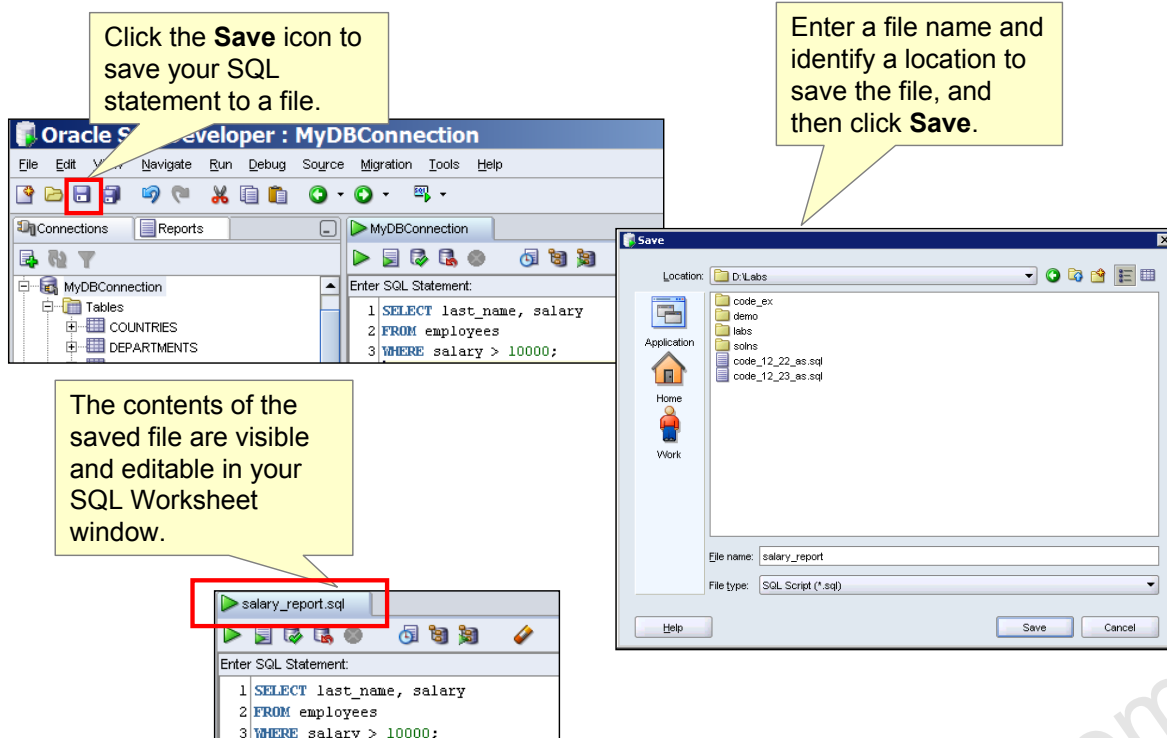 Click the Save icon to
save your SQL
statement to a file.
Enter a file name and
identify a location to
save the file, and
then click Save.
Oracle S eveloper : MyDBConnection
File Edit Navigate Run Debug Source Migration Tools Help
Connections Reports
MyDBConnection
MyDBConnection
Tables
COUNTRIES
DEPARTMENTS
Enter SQL Statement:
1 SELECT last_name, salary
2 FROM employees
3 WHERE salary > 10000;
Save
Location: D:\Labs
Application
Home
Work
code_ex
demo
labs
solns
code_12_22_as.sql
code_12_23_as.sql
File name: salary_report
File type: SQL Script (*.sql)
Help Save Cancel
The contents of the
saved file are visible
and editable in your
SQL Worksheet
window.
salary_report.sql
Enter SQL Statement:
1 SELECT last_name, salary
2 FROM employees
3 WHERE salary > 10000;